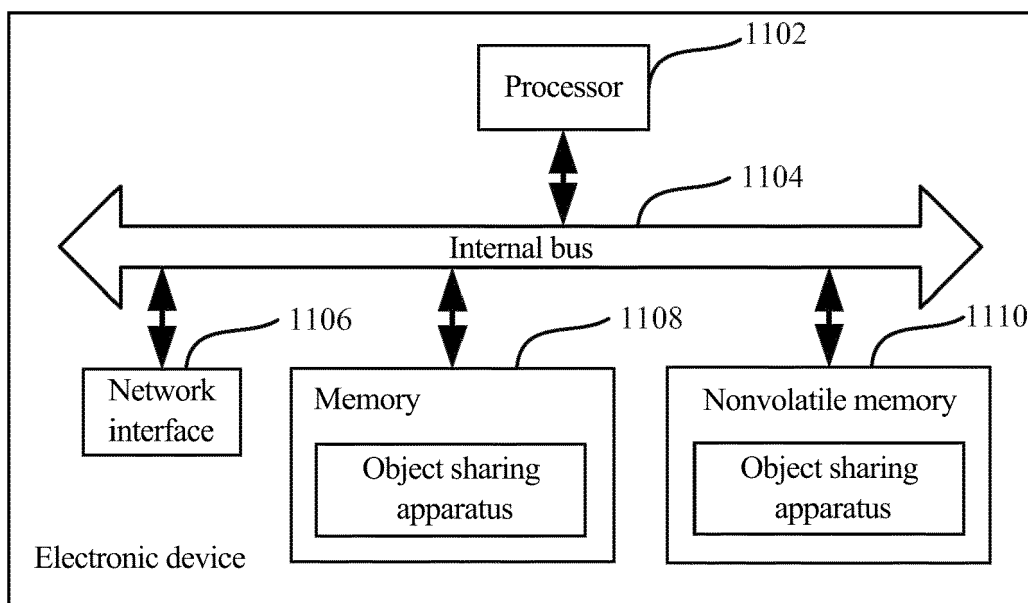 1102
Processor
1104
Internal bus
1106
1108
1110
Network
interface
Memory
Object sharing
apparatus
Nonvolatile memory
Object sharing
apparatus
Electronic device